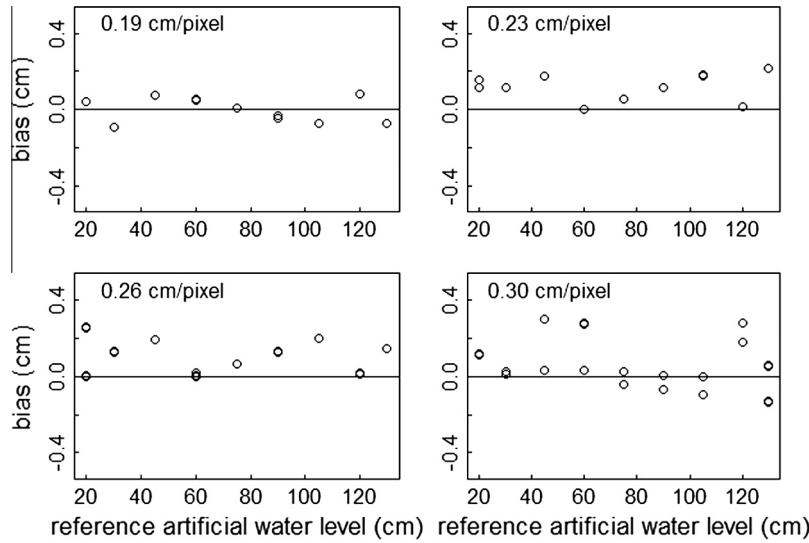 0.19 cm/pixel
0.23 cm/pixel
bias (cm)
0.4
0.0
-0.4
0.4
0.0
-0.4
20 40 60 80 100 120
20 40 60 80 100 120
0.26 cm/pixel
0.30 cm/pixel
bias (cm)
0.4
0.0
-0.4
0.4
0.0
-0.4
20 40 60 80 100 120
20 40 60 80 100 120
reference artificial water level (cm)
reference artificial water level (cm)